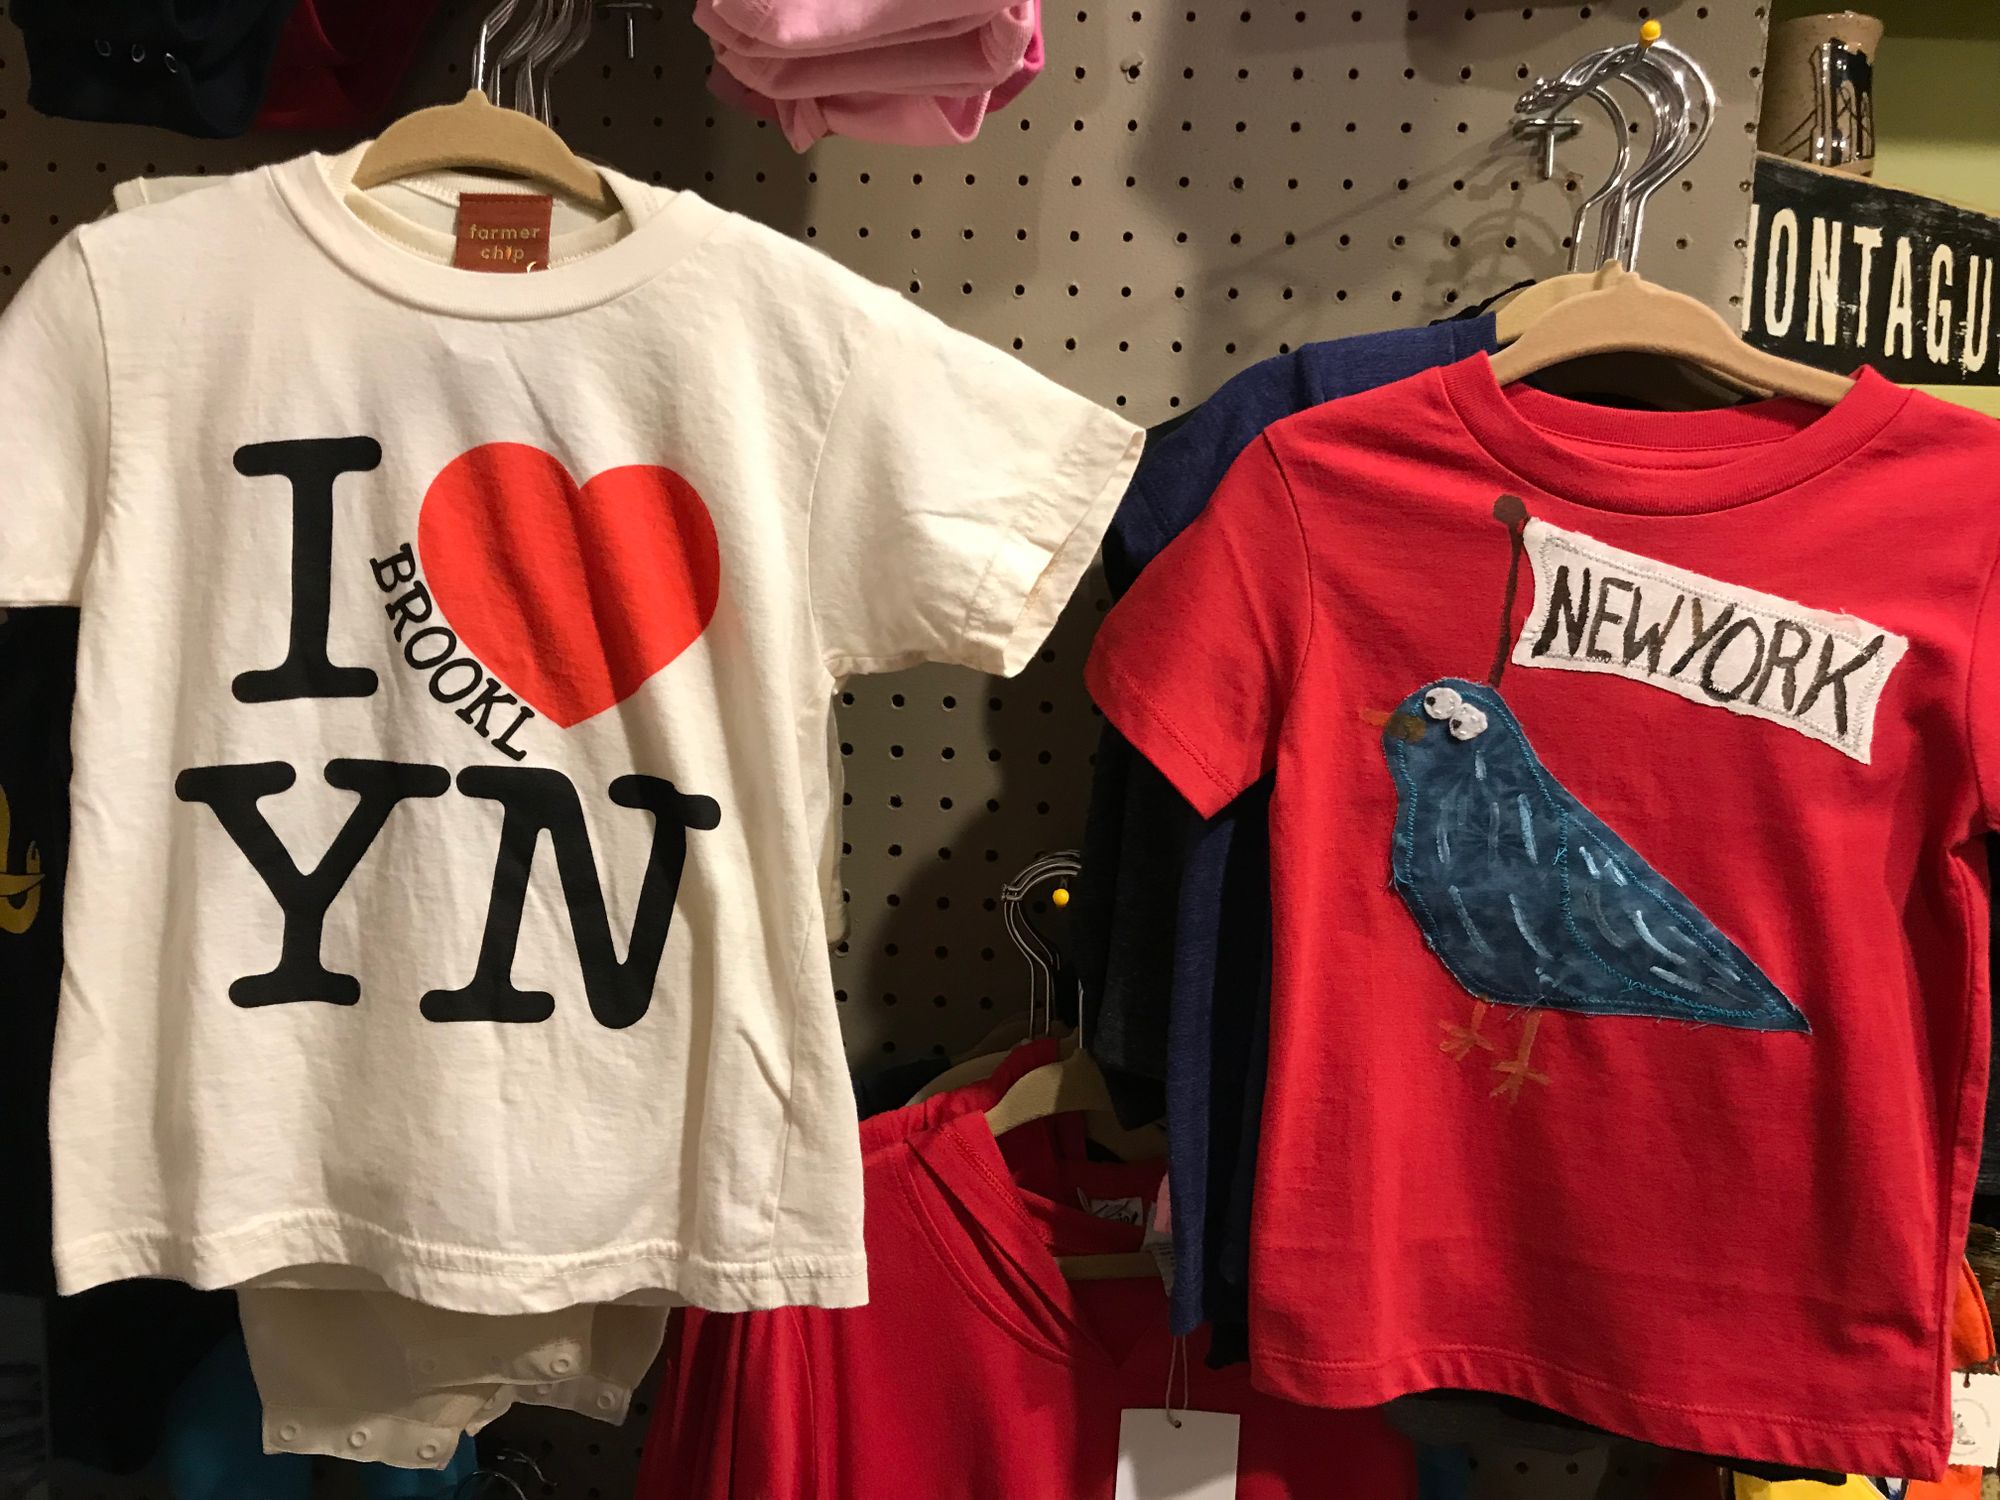 farmer
chip
I
BROOKL
YN
NEWYORK
ONTAGU